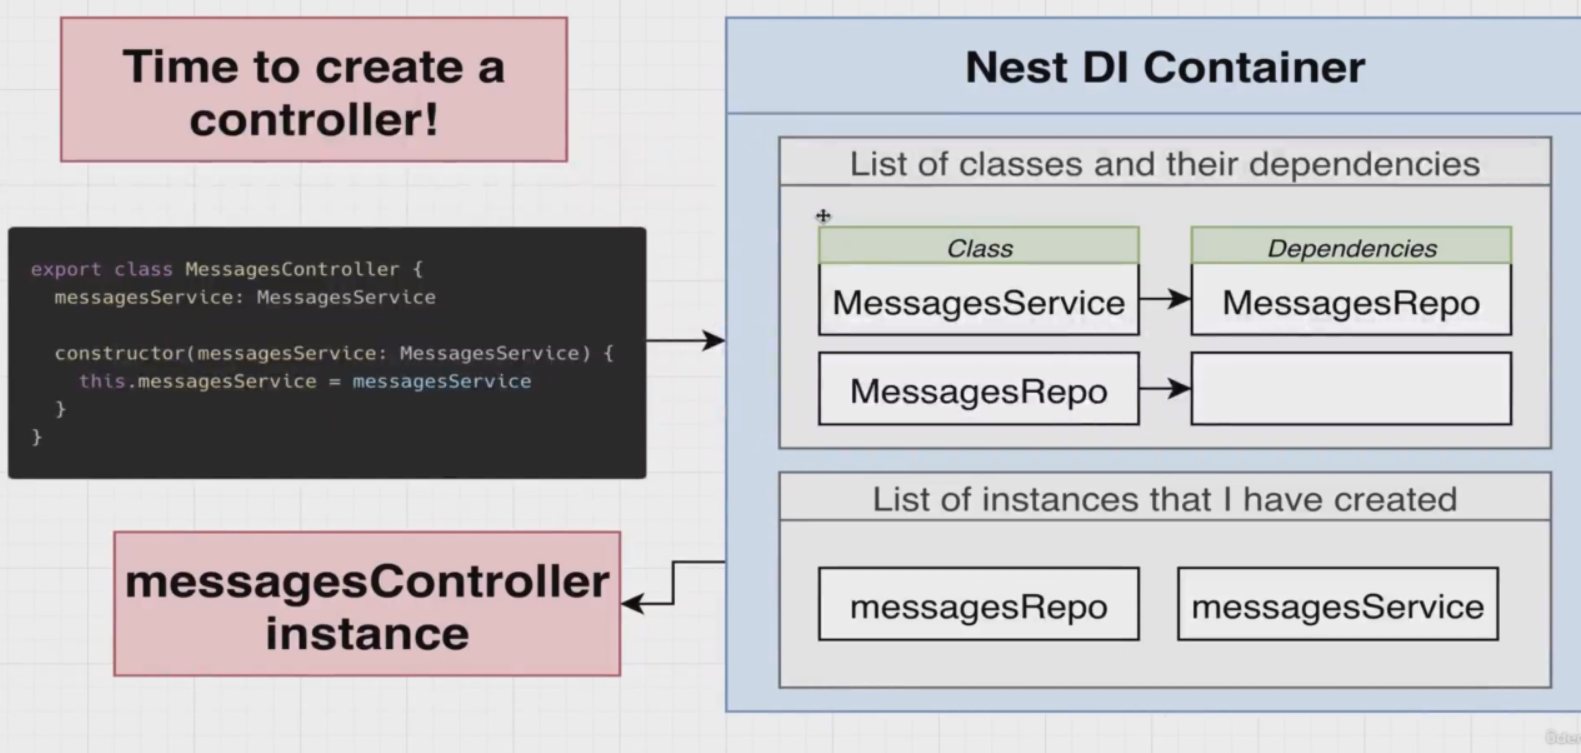 Time to create a
controller!
export class MessagesController {
messagesService: MessagesService
constructor(messagesService: MessagesService) {
this.messagesService = messagesService
}
}
messagesController
instance
Nest DI Container
List of classes and their dependencies
Class
Dependencies
MessagesService
MessagesRepo
MessagesRepo
List of instances that I have created
messagesRepo
messagesService